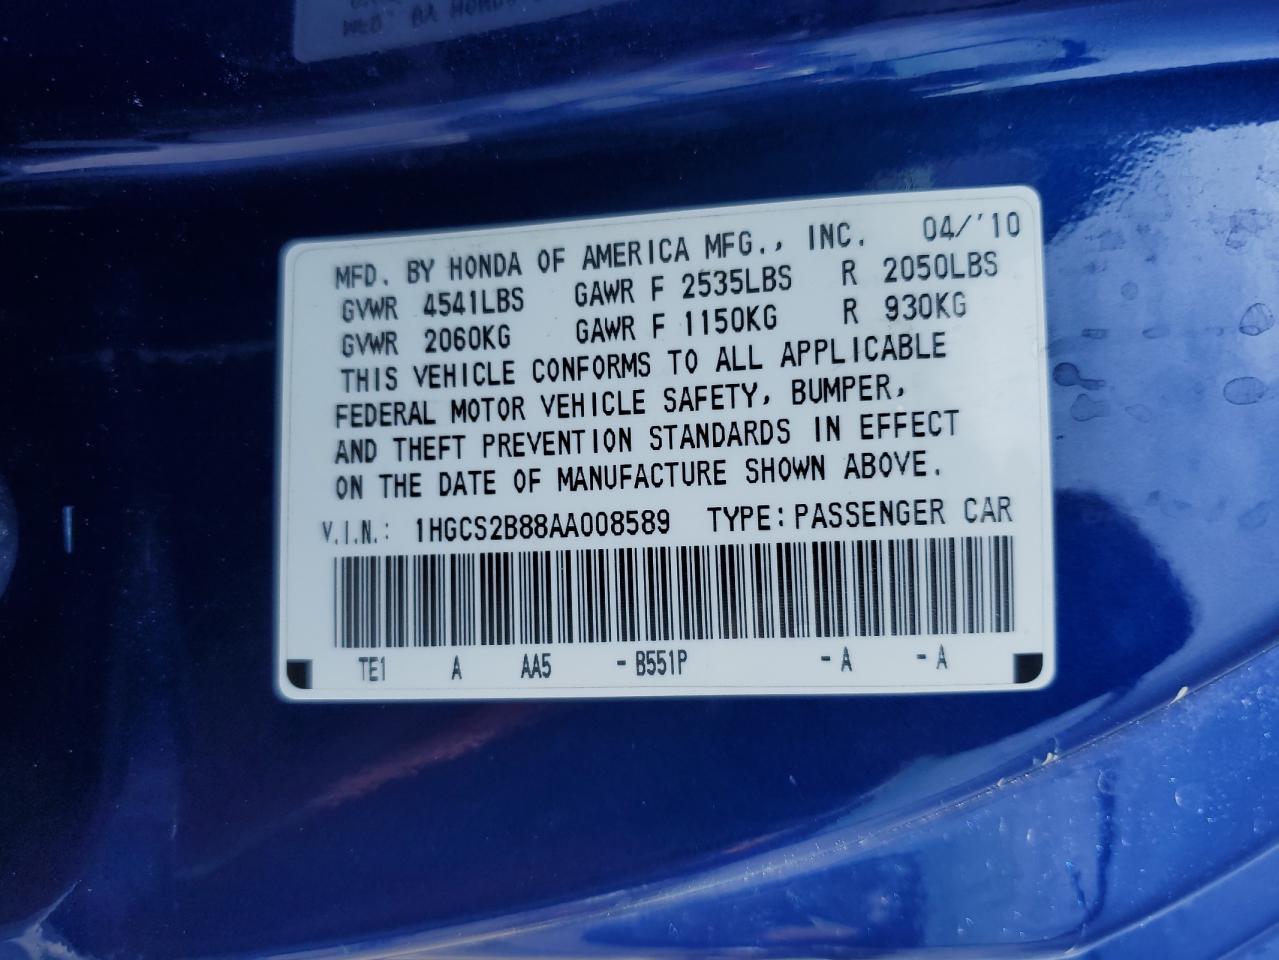 MFD. BY HONDA OF AMERICA MFG., INC. 04/'10
GVWR 4541LBS GAWR F 2535LBS R 2050LBS
GVWR 2060KG GAWR F 1150KG R 930KG
THIS VEHICLE CONFORMS TO ALL APPLICABLE
FEDERAL MOTOR VEHICLE SAFETY, BUMPER,
AND THEFT PREVENTION STANDARDS IN EFFECT
ON THE DATE OF MANUFACTURE SHOWN ABOVE.
V.I.N.: 1HGCS2B88AA008589 TYPE: PASSENGER CAR
TE1 A AA5 -B551P -A -A